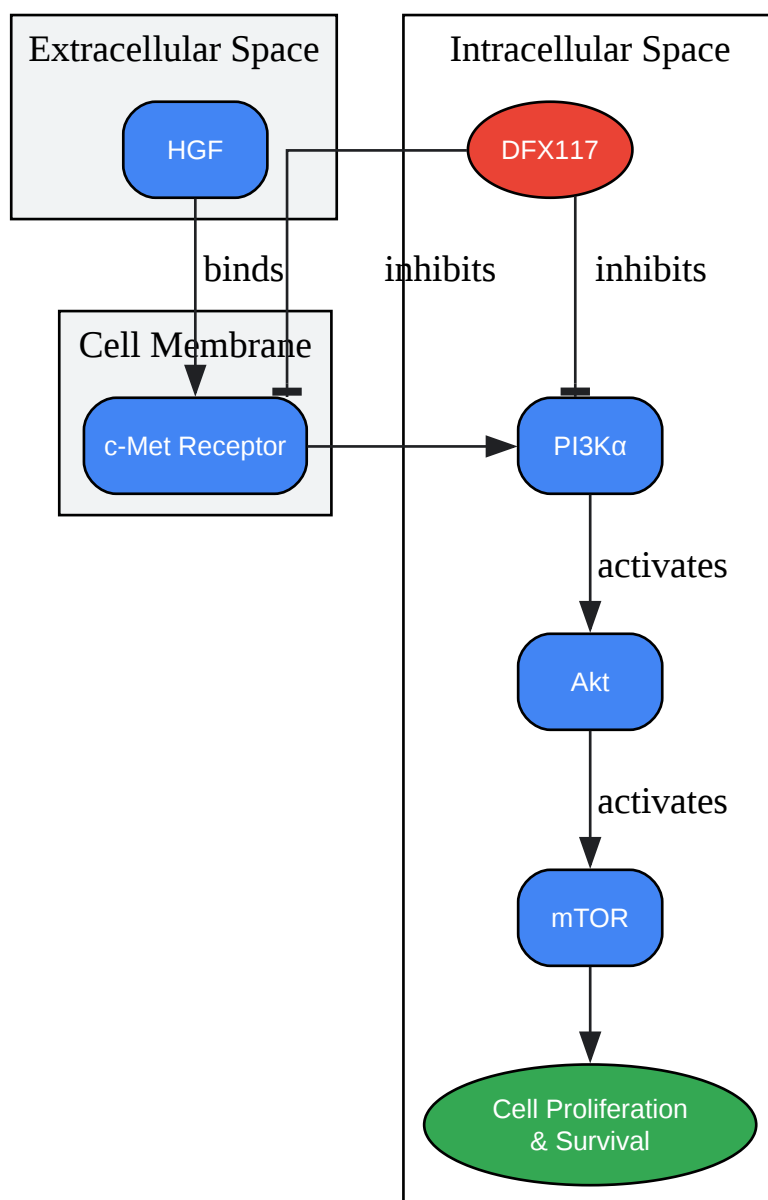 Extracellular Space
Intracellular Space
HGF
DFX117
binds
inhibits
inhibits
Cell Membrane
c-Met Receptor
PI3Kα
activates
Akt
activates
mTOR
Cell Proliferation
& Survival